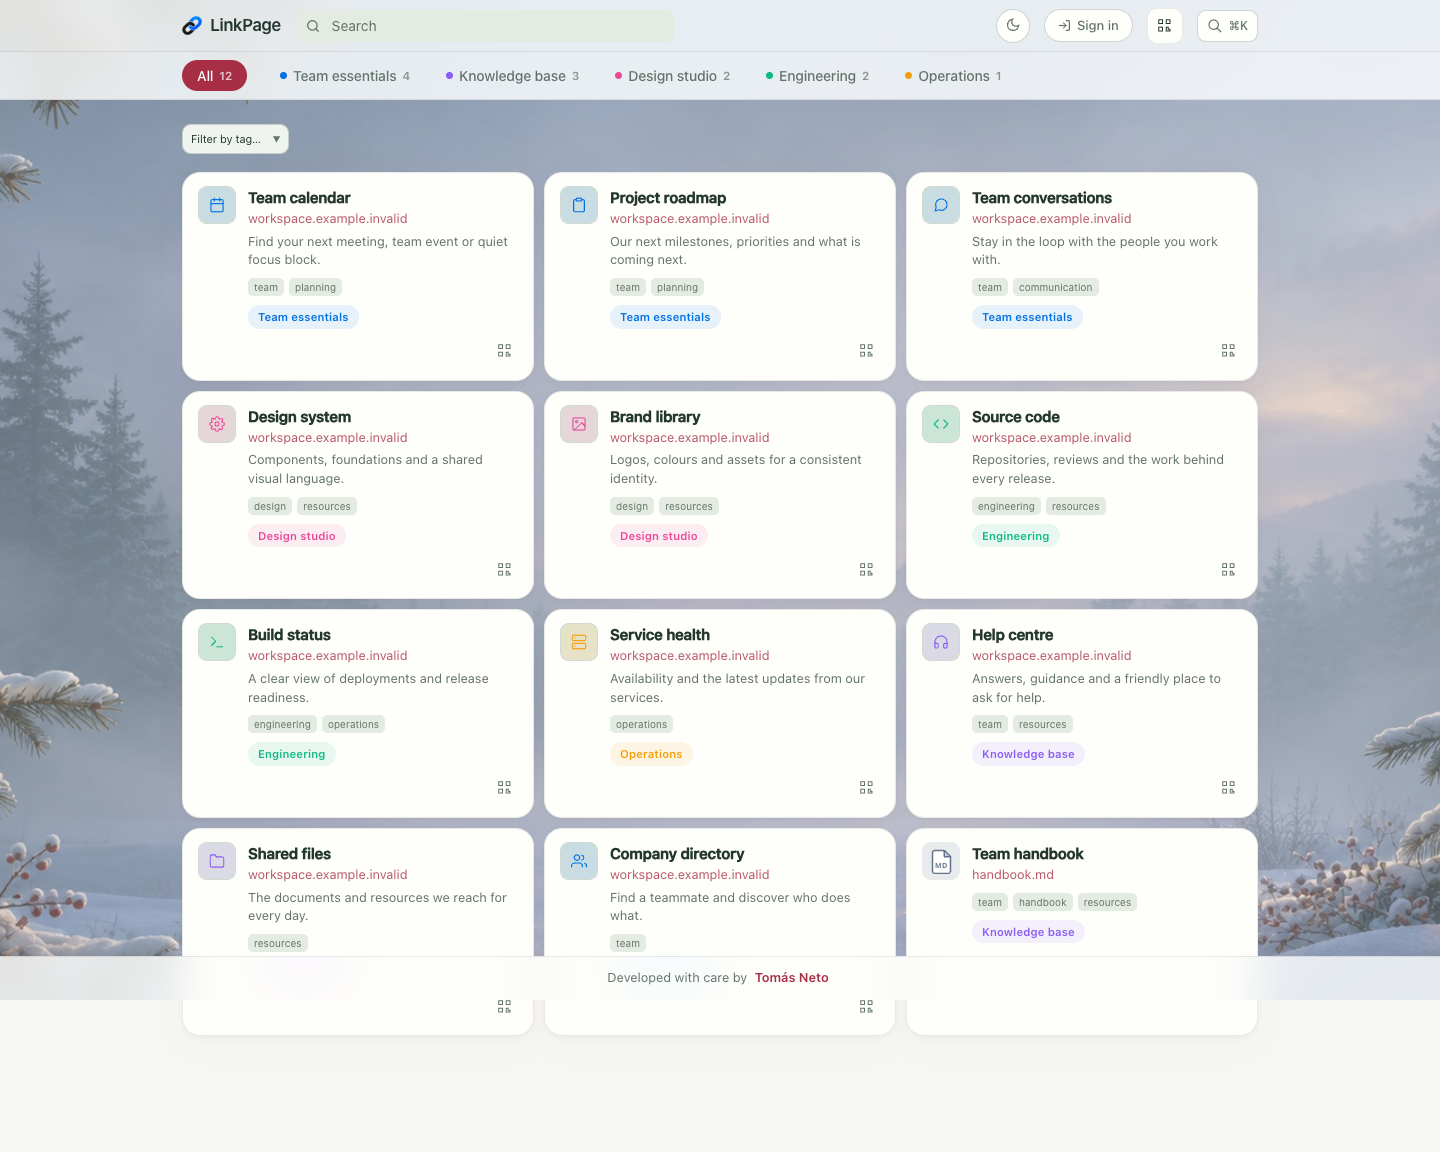 LinkPage
Search
Sign in
⌘K
All 12
Team essentials 4
Knowledge base 3
Design studio 2
Engineering 2
Operations 1
Filter by tag...
Team calendar
workspace.example.invalid
Find your next meeting, team event or quiet
focus block.
team planning
Team essentials
Project roadmap
workspace.example.invalid
Our next milestones, priorities and what is
coming next.
team planning
Team essentials
Team conversations
workspace.example.invalid
Stay in the loop with the people you work
with.
team communication
Team essentials
Design system
workspace.example.invalid
Components, foundations and a shared
visual language.
design resources
Design studio
Brand library
workspace.example.invalid
Logos, colours and assets for a consistent
identity.
design resources
Design studio
Source code
workspace.example.invalid
Repositories, reviews and the work behind
every release.
engineering resources
Engineering
Build status
workspace.example.invalid
A clear view of deployments and release
readiness.
engineering operations
Engineering
Service health
workspace.example.invalid
Availability and the latest updates from our
services.
operations
Operations
Help centre
workspace.example.invalid
Answers, guidance and a friendly place to
ask for help.
team resources
Knowledge base
Shared files
workspace.example.invalid
The documents and resources we reach for
every day.
resources
Company directory
workspace.example.invalid
Find a teammate and discover who does
what.
team
MD
Team handbook
handbook.md
team handbook resources
Knowledge base
Developed with care by Tomás Neto